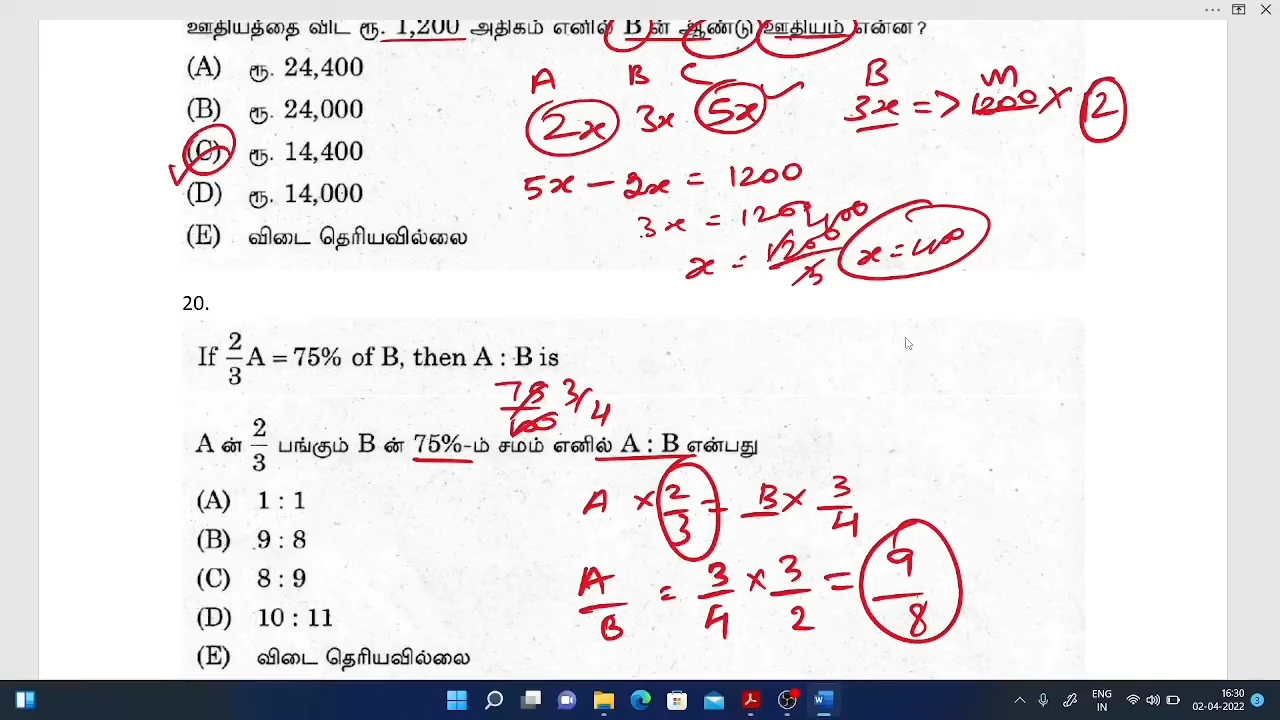 ஊதியத்தை விட ரூ. 1,200 அதிகம் எனில் B ன் ஆண்டு ஊதியம் என்ன?
(A) ரூ. 24,400
(B) ரூ. 24,000
(C) ரூ. 14,400
(D) ரூ. 14,000
(E) விடை தெரியவில்லை
A B C
2x 3x 5x
B m
3x => 1200 × 12
5x − 2x = 1200
3x = 1200
x = 1200/3 400 x = 400
20.
If 2/3 A = 75% of B, then A : B is
75/100 3/4
A ன் 2/3 பங்கும் B ன் 75%-ம் சமம் எனில் A : B என்பது
(A) 1 : 1
(B) 9 : 8
(C) 8 : 9
(D) 10 : 11
(E) விடை தெரியவில்லை
A × 2/3 = B × 3/4
A/B = 3/4 × 3/2 = 9/8
ENG
IN
16:30
02-04-2022
3